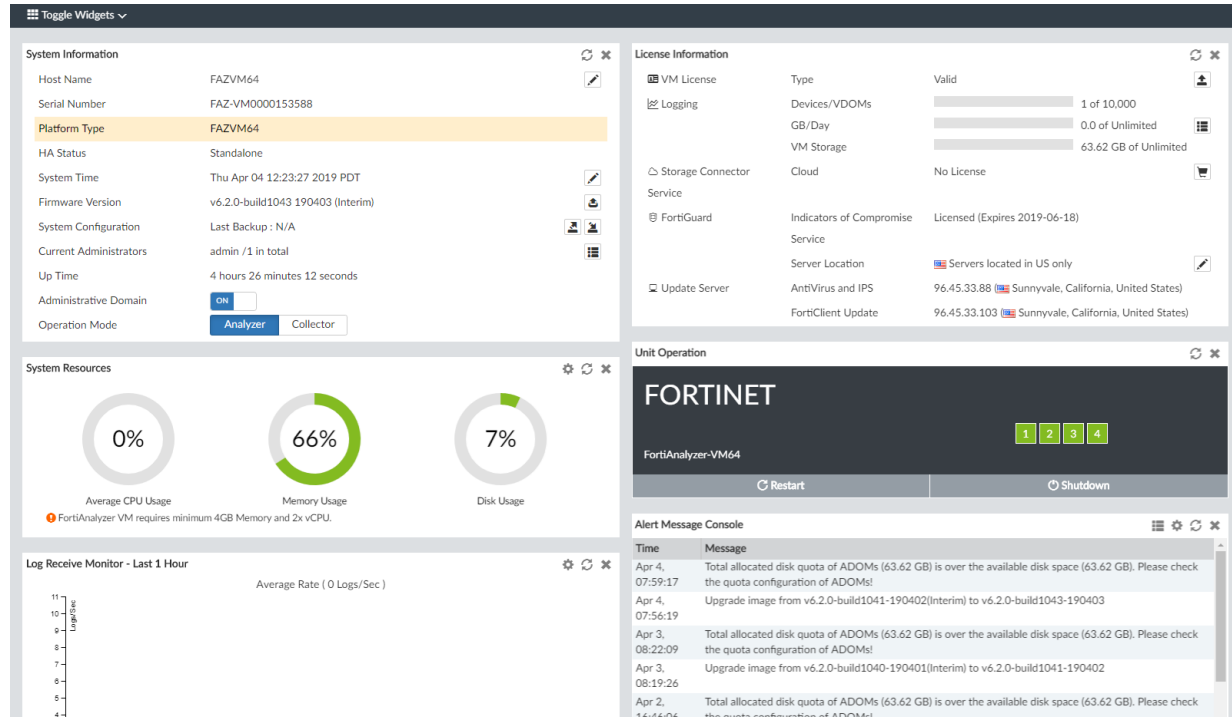 Toggle Widgets
System Information
Host Name FAZVM64
Serial Number FAZ-VM0000153588
Platform Type FAZVM64
HA Status Standalone
System Time Thu Apr 04 12:23:27 2019 PDT
Firmware Version v6.2.0-build1043 190403 (Interim)
System Configuration Last Backup : N/A
Current Administrators admin /1 in total
Up Time 4 hours 26 minutes 12 seconds
Administrative Domain ON
Operation Mode Analyzer Collector
System Resources
0% 66% 7%
Average CPU Usage Memory Usage Disk Usage
FortiAnalyzer VM requires minimum 4GB Memory and 2x vCPU.
Log Receive Monitor - Last 1 Hour
Average Rate ( 0 Logs/Sec )
Logs/Sec
11
10
9
8
7
6
5
4
License Information
VM License Type Valid
Logging Devices/VDOMs 1 of 10,000
GB/Day 0.0 of Unlimited
VM Storage 63.62 GB of Unlimited
Storage Connector Cloud No License
Service
FortiGuard Indicators of Compromise Licensed (Expires 2019-06-18)
Service
Server Location Servers located in US only
Update Server AntiVirus and IPS 96.45.33.88 ( Sunnyvale, California, United States)
FortiClient Update 96.45.33.103 ( Sunnyvale, California, United States)
Unit Operation
FORTINET
1 2 3 4
FortiAnalyzer-VM64
Restart Shutdown
Alert Message Console
Time Message
Apr 4, Total allocated disk quota of ADOMs (63.62 GB) is over the available disk space (63.62 GB). Please check
07:59:17 the quota configuration of ADOMs!
Apr 4, Upgrade image from v6.2.0-build1041-190402(Interim) to v6.2.0-build1043-190403
07:56:19
Apr 3, Total allocated disk quota of ADOMs (63.62 GB) is over the available disk space (63.62 GB). Please check
08:22:09 the quota configuration of ADOMs!
Apr 3, Upgrade image from v6.2.0-build1040-190401(Interim) to v6.2.0-build1041-190402
08:19:26
Apr 2, Total allocated disk quota of ADOMs (63.62 GB) is over the available disk space (63.62 GB). Please check
16:46:06 the quota configuration of ADOMs!